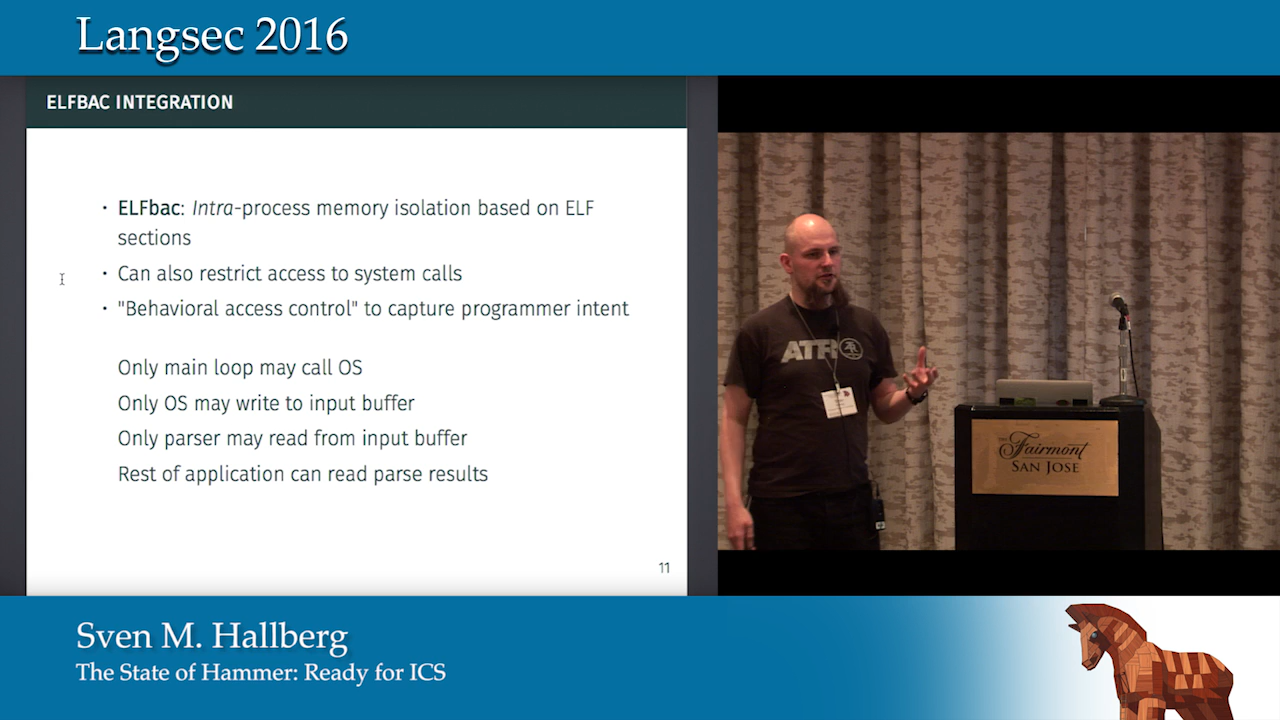 Langsec 2016
ELFBAC INTEGRATION
· ELFbac: Intra-process memory isolation based on ELF
sections
· Can also restrict access to system calls
· "Behavioral access control" to capture programmer intent
Only main loop may call OS
Only OS may write to input buffer
Only parser may read from input buffer
Rest of application can read parse results
11
Fairmont
SAN JOSE
Sven M. Hallberg
The State of Hammer: Ready for ICS